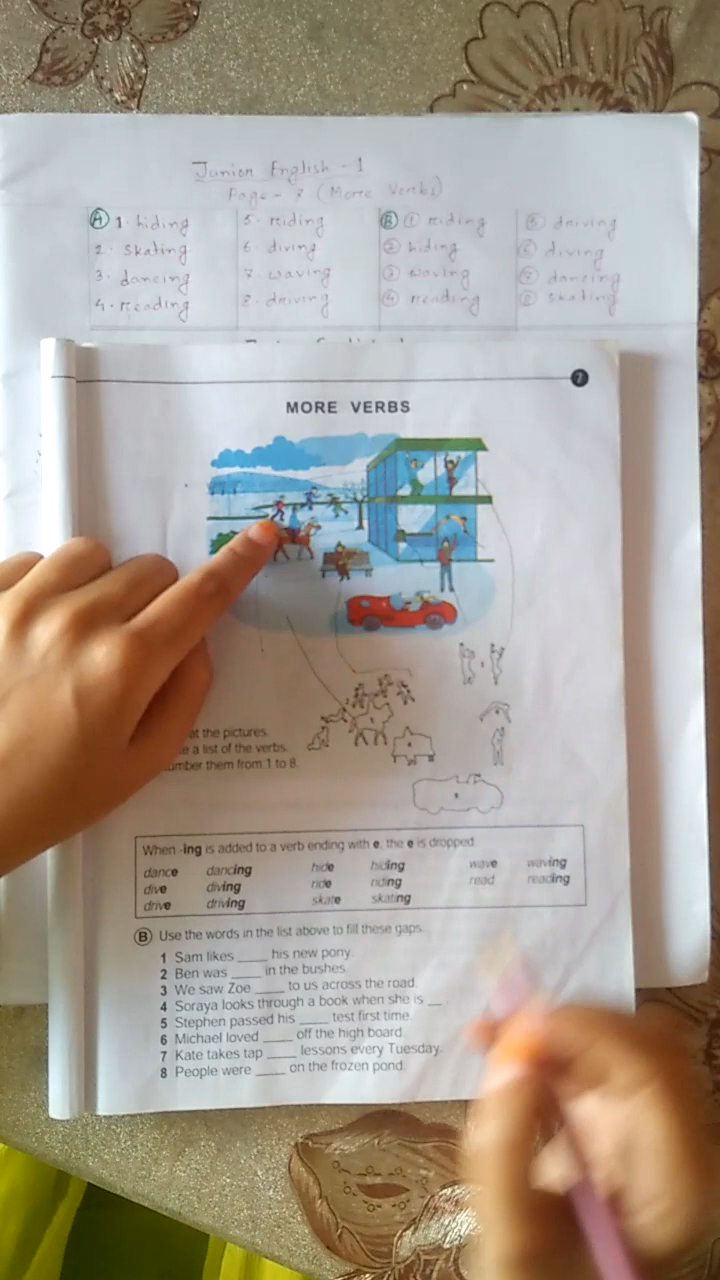 Junior English - 1
Page - 7 (More Verbs)
Ⓐ 1. hiding
2. skating
3. dancing
4. reading
5. riding
6. diving
7. waving
8. driving
Ⓑ ① riding
② hiding
③ waving
④ reading
⑤ driving
⑥ diving
⑦ dancing
⑧ skating
7
MORE VERBS
at the pictures.
e a list of the verbs.
umber them from 1 to 8.
When -ing is added to a verb ending with e, the e is dropped.
dance dancing hide hiding wave waving
dive diving ride riding read reading
drive driving skate skating
Ⓑ Use the words in the list above to fill these gaps.
1 Sam likes ____ his new pony.
2 Ben was ____ in the bushes.
3 We saw Zoe ____ to us across the road.
4 Soraya looks through a book when she is __.
5 Stephen passed his ____ test first time.
6 Michael loved ____ off the high board.
7 Kate takes tap ____ lessons every Tuesday.
8 People were ____ on the frozen pond.